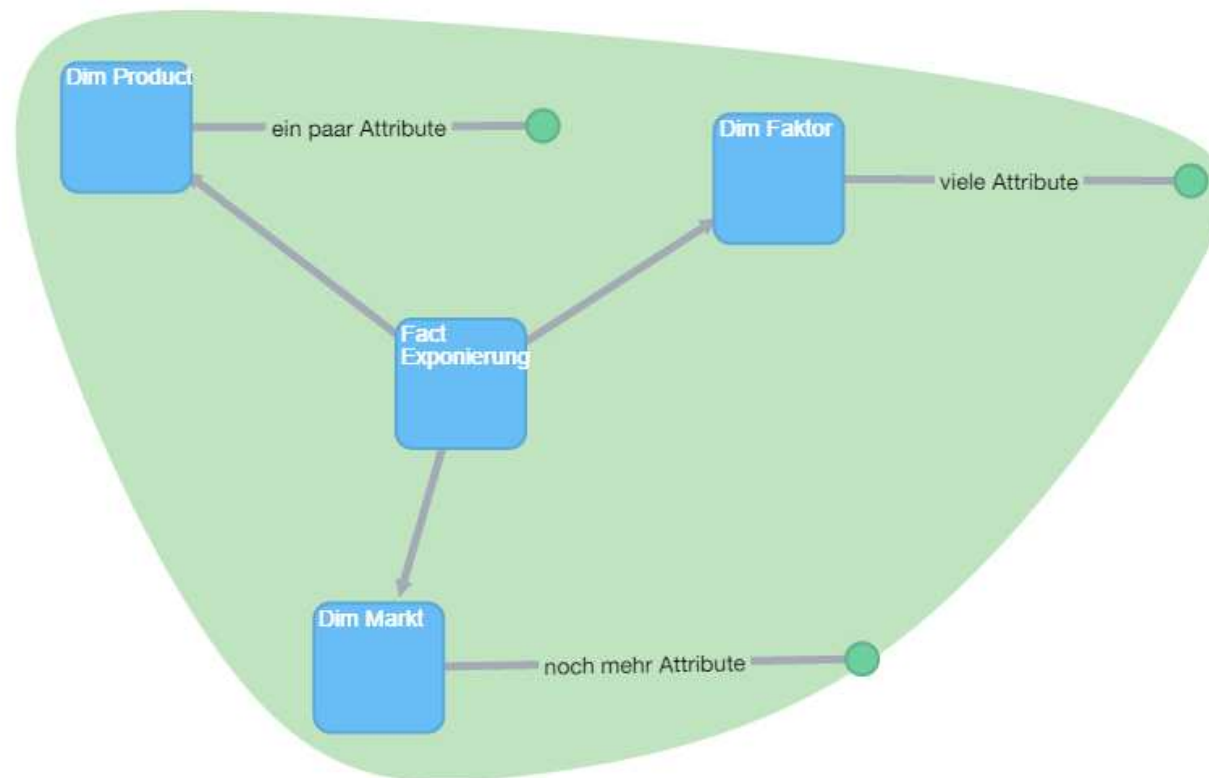 Dim Product
ein paar Attribute
Dim Faktor
viele Attribute
Fact
Exponierung
Dim Markt
noch mehr Attribute